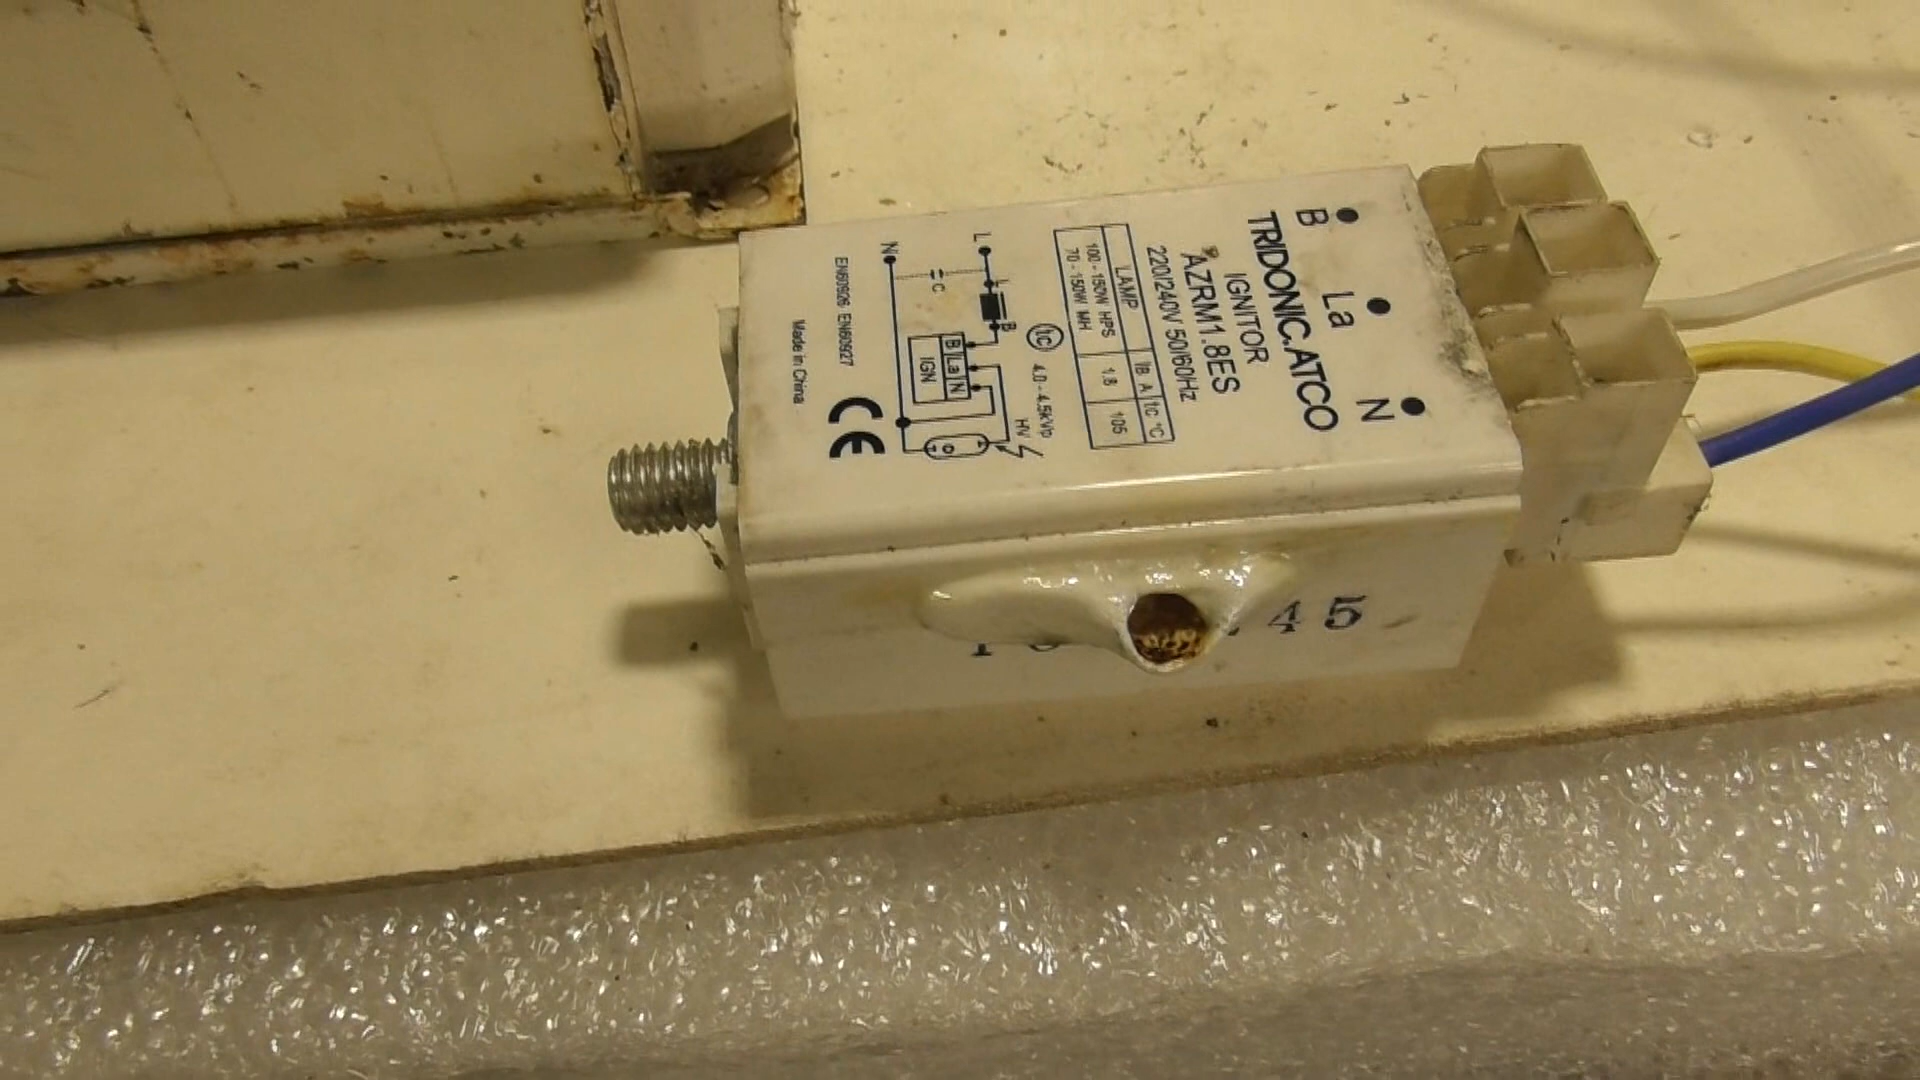 B La N
TRIDONIC.ATCO
IGNITOR
AZRM1.8ES
220/240V 50/60Hz
LAMP IB A tc °C
100 - 150W HPS 1.8 105
70 - 150W MH
tc 4.0 - 4.5kVp
HV
L L B
C
B La N
IGN
N
CE
EN60926 EN60927
Made in China
45